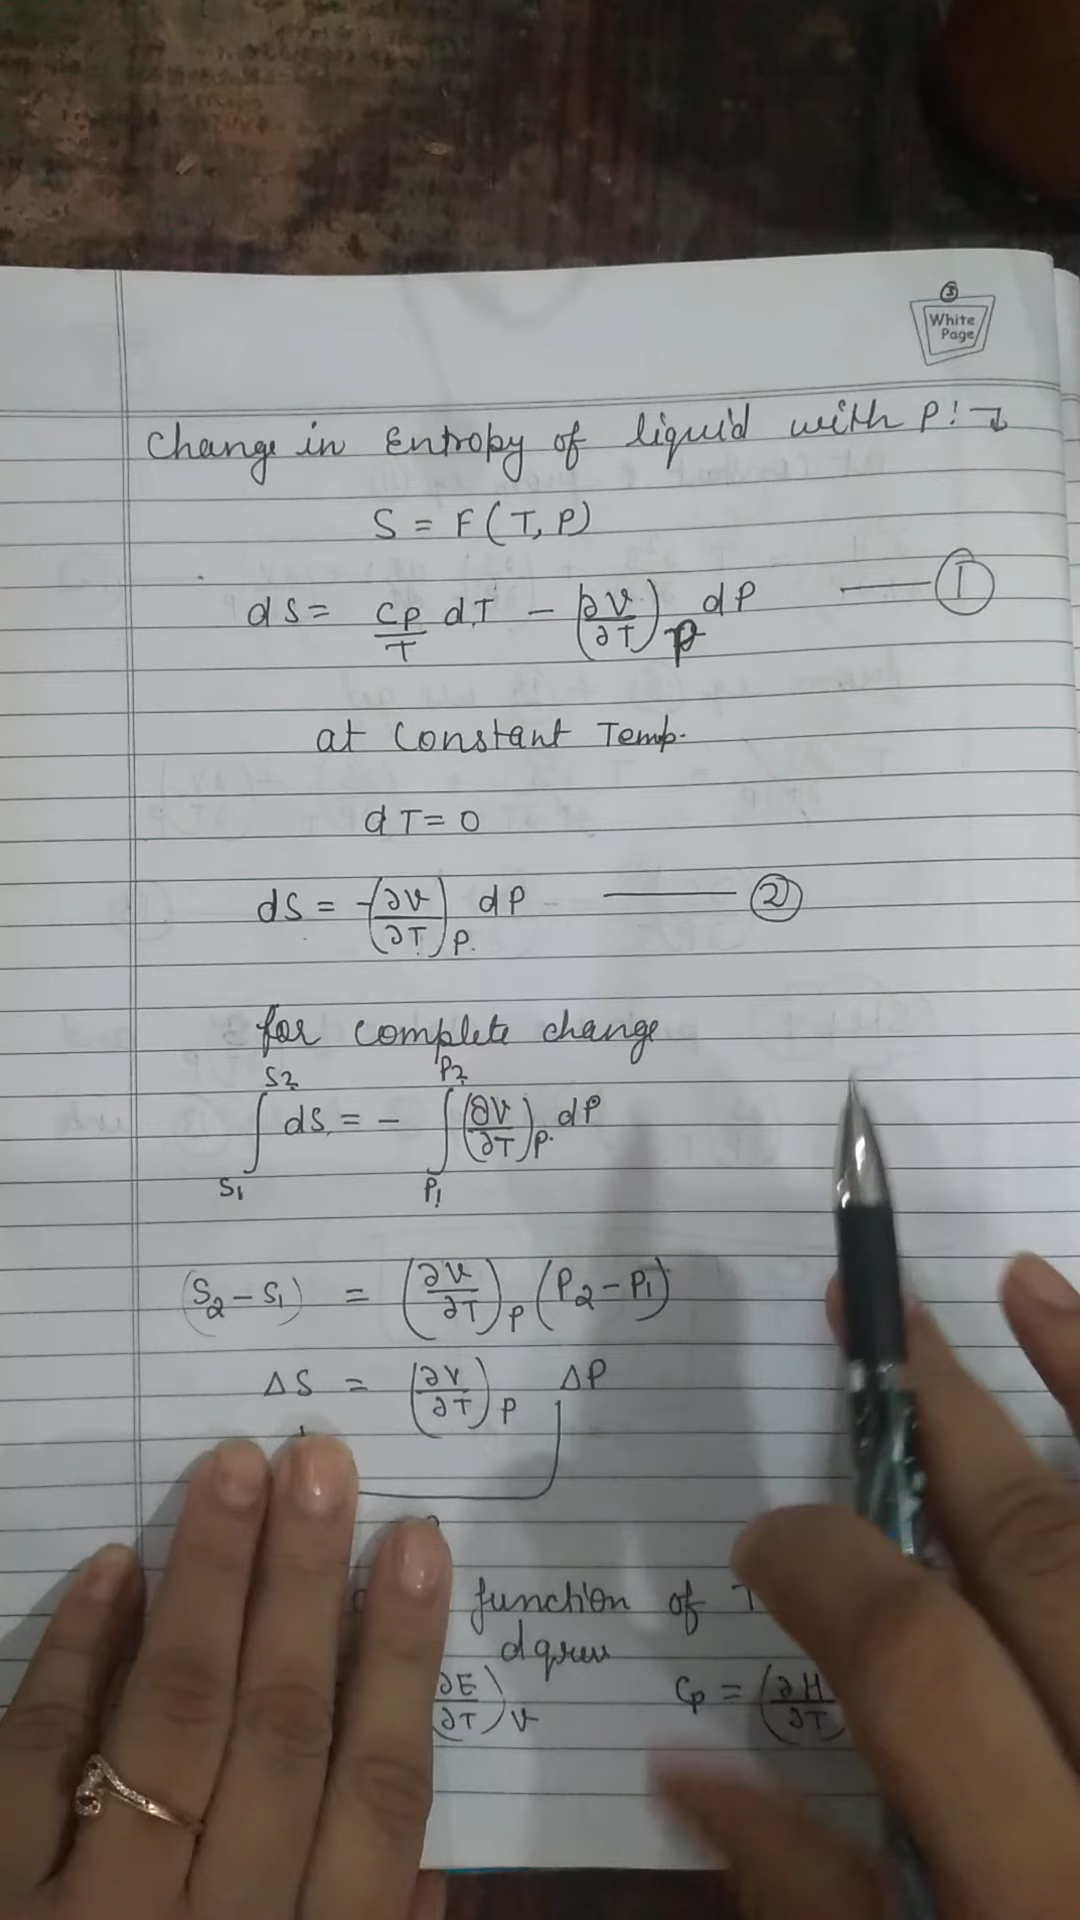 ③
White
Page
Change in Entropy of liquid with P:→
S = F(T, P)
dS = Cp/T dT − (∂V/∂T)p dP —— ①
at Constant Temp.
dT = 0
dS = −(∂V/∂T)P. dP —— ②
for complete change
∫S1 S2 dS = − ∫P1 P2 (∂V/∂T)P. dP
(S2 − S1) = (∂V/∂T)P (P2 − P1)
ΔS = (∂V/∂T)P ΔP
function of T
∂E/∂T)V Cp = (∂H/∂T